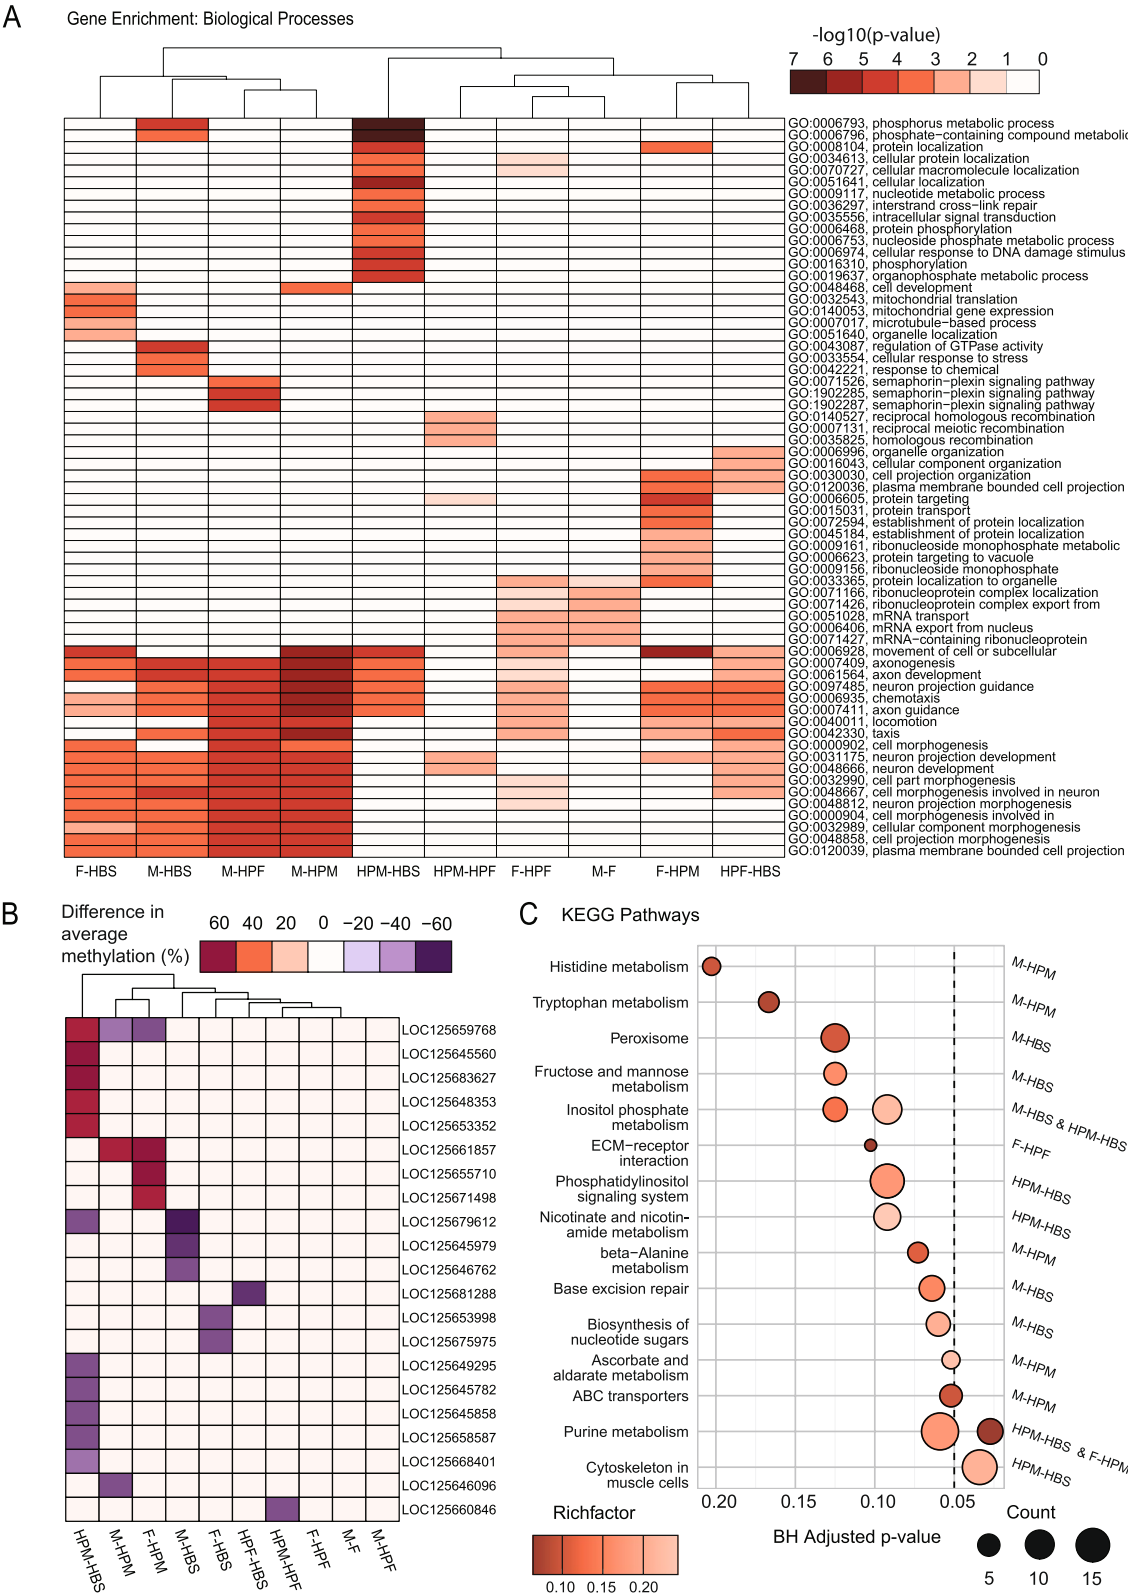 A
Gene Enrichment: Biological Processes
-log10(p-value)
7 6 5 4 3 2 1 0
GO:0006793, phosphorus metabolic process
GO:0006796, phosphate−containing compound metabolic
GO:0008104, protein localization
GO:0034613, cellular protein localization
GO:0070727, cellular macromolecule localization
GO:0051641, cellular localization
GO:0009117, nucleotide metabolic process
GO:0036297, interstrand cross−link repair
GO:0035556, intracellular signal transduction
GO:0006468, protein phosphorylation
GO:0006753, nucleoside phosphate metabolic process
GO:0006974, cellular response to DNA damage stimulus
GO:0016310, phosphorylation
GO:0019637, organophosphate metabolic process
GO:0048468, cell development
GO:0032543, mitochondrial translation
GO:0140053, mitochondrial gene expression
GO:0007017, microtubule−based process
GO:0051640, organelle localization
GO:0043087, regulation of GTPase activity
GO:0033554, cellular response to stress
GO:0042221, response to chemical
GO:0071526, semaphorin−plexin signaling pathway
GO:1902285, semaphorin−plexin signaling pathway
GO:1902287, semaphorin−plexin signaling pathway
GO:0140527, reciprocal homologous recombination
GO:0007131, reciprocal meiotic recombination
GO:0035825, homologous recombination
GO:0006996, organelle organization
GO:0016043, cellular component organization
GO:0030030, cell projection organization
GO:0120036, plasma membrane bounded cell projection
GO:0006605, protein targeting
GO:0015031, protein transport
GO:0072594, establishment of protein localization
GO:0045184, establishment of protein localization
GO:0009161, ribonucleoside monophosphate metabolic
GO:0006623, protein targeting to vacuole
GO:0009156, ribonucleoside monophosphate
GO:0033365, protein localization to organelle
GO:0071166, ribonucleoprotein complex localization
GO:0071426, ribonucleoprotein complex export from
GO:0051028, mRNA transport
GO:0006406, mRNA export from nucleus
GO:0071427, mRNA−containing ribonucleoprotein
GO:0006928, movement of cell or subcellular
GO:0007409, axonogenesis
GO:0061564, axon development
GO:0097485, neuron projection guidance
GO:0006935, chemotaxis
GO:0007411, axon guidance
GO:0040011, locomotion
GO:0042330, taxis
GO:0000902, cell morphogenesis
GO:0031175, neuron projection development
GO:0048666, neuron development
GO:0032990, cell part morphogenesis
GO:0048667, cell morphogenesis involved in neuron
GO:0048812, neuron projection morphogenesis
GO:0000904, cell morphogenesis involved in
GO:0032989, cellular component morphogenesis
GO:0048858, cell projection morphogenesis
GO:0120039, plasma membrane bounded cell projection
F-HBS M-HBS M-HPF M-HPM HPM-HBS HPM-HPF F-HPF M-F F-HPM HPF-HBS
B
Difference in
average
methylation (%)
60 40 20 0 −20 −40 −60
LOC125659768
LOC125645560
LOC125683627
LOC125648353
LOC125653352
LOC125661857
LOC125655710
LOC125671498
LOC125679612
LOC125645979
LOC125646762
LOC125681288
LOC125653998
LOC125675975
LOC125649295
LOC125645782
LOC125645858
LOC125658587
LOC125668401
LOC125646096
LOC125660846
HPM-HBS M-HPM F-HPM M-HBS F-HBS HPF-HBS HPM-HPF F-HPF M-F M-HPF
C
KEGG Pathways
Histidine metabolism M-HPM
Tryptophan metabolism M-HPM
Peroxisome M-HBS
Fructose and mannose
metabolism M-HBS
Inositol phosphate
metabolism M-HBS & HPM-HBS
ECM−receptor
interaction F-HPF
Phosphatidylinositol
signaling system HPM-HBS
Nicotinate and nicotin-
amide metabolism HPM-HBS
beta−Alanine
metabolism M-HPM
Base excision repair M-HBS
Biosynthesis of
nucleotide sugars M-HBS
Ascorbate and
aldarate metabolism M-HPM
ABC transporters M-HPM
Purine metabolism HPM-HBS & F-HPM
Cytoskeleton in
muscle cells HPM-HBS
0.20 0.15 0.10 0.05
BH Adjusted p-value
Richfactor
0.10 0.15 0.20
Count
5 10 15